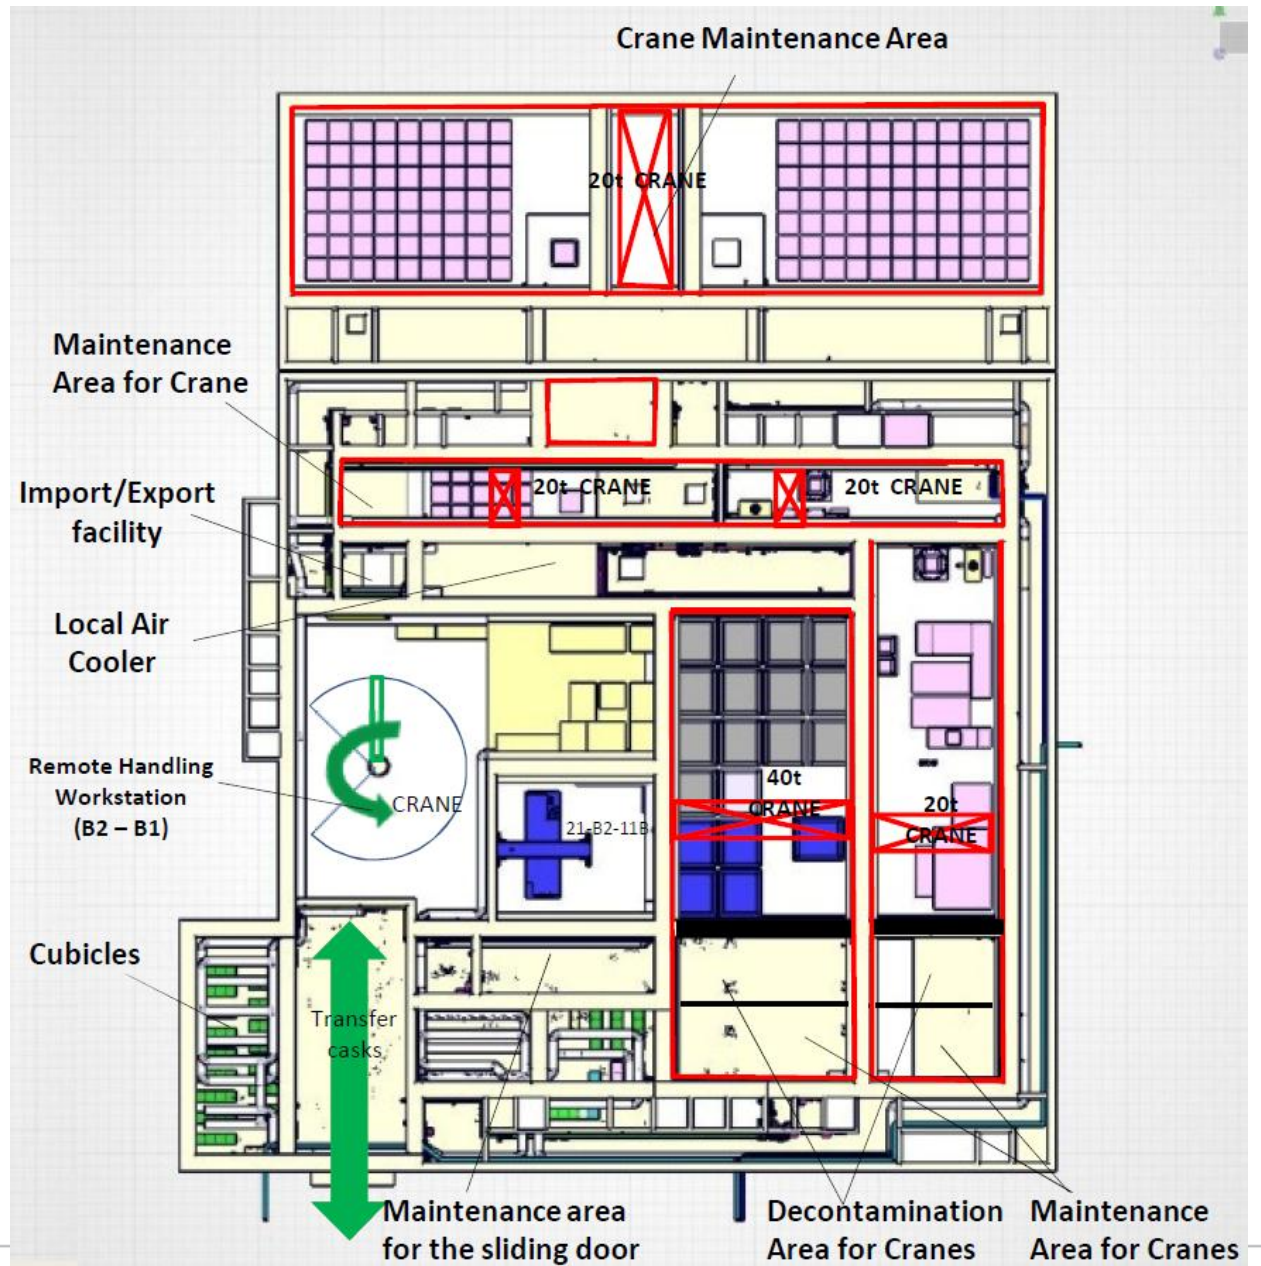 Crane Maintenance Area
20t CRANE
Maintenance
Area for Crane
20t CRANE
20t CRANE
Import/Export
facility
Local Air
Cooler
Remote Handling
Workstation
(B2 – B1)
CRANE
21-B2-11B
40t
CRANE
20t
CRANE
Cubicles
Transfer
casks
Maintenance area
for the sliding door
Decontamination
Area for Cranes
Maintenance
Area for Cranes